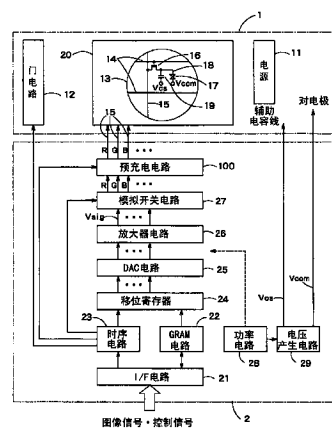 1
20
14
16
18
13
17
Vcs
Vcom
15
19
门
电
路
12
电
源
11
辅助
电容线
对电极
15
R G B
预充电电路
100
R G B
模拟开关电路
27
Vsig
放大器电路
26
DAC电路
25
移位寄存器
24
Vcs
Vcom
23
时序
电路
22
GRAM
电路
功率
电路
28
电压
产生电路
29
I/F电路
21
图像信号·控制信号
2